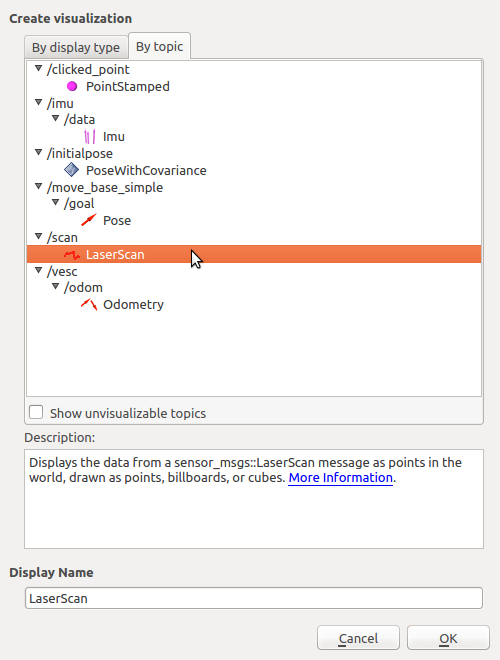 Create visualization
By display type
By topic
/clicked_point
PointStamped
/imu
/data
Imu
/initialpose
PoseWithCovariance
/move_base_simple
/goal
Pose
/scan
LaserScan
/vesc
/odom
Odometry
Show unvisualizable topics
Description:
Displays the data from a sensor_msgs::LaserScan message as points in the
world, drawn as points, billboards, or cubes. More Information.
Display Name
LaserScan
Cancel
OK